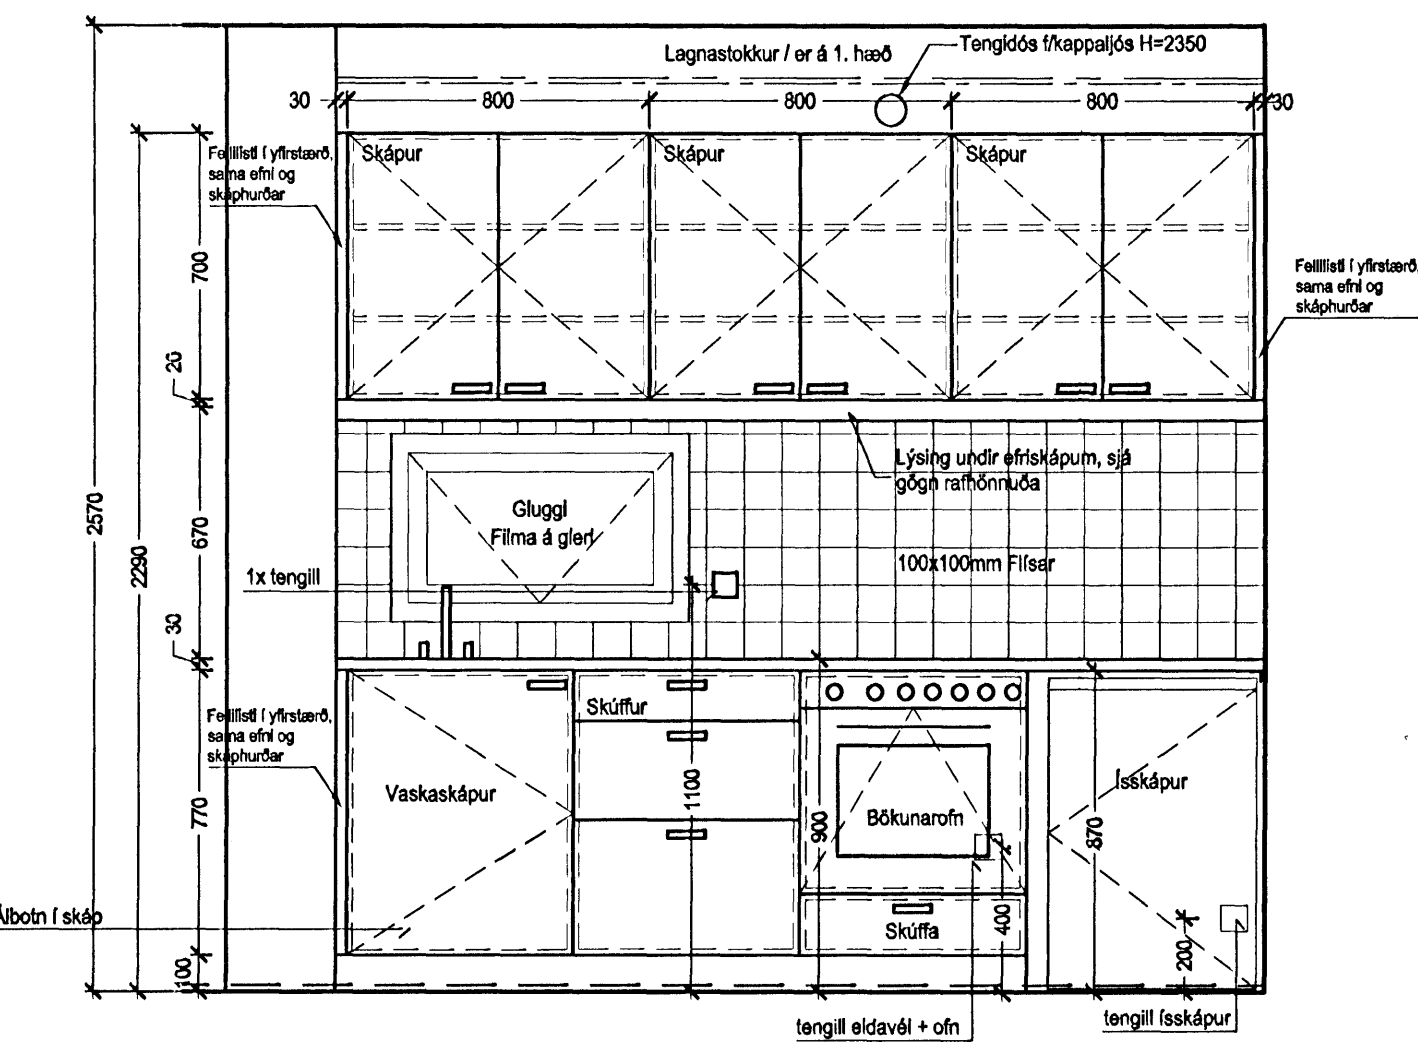 Lagnastokkur / er á 1. hæð
Tengidós f/kappaljós H=2350
30
800
800
800
30
Skápur
Skápur
Skápur
Fellilisti í yfirstærð,
sama efni og
skáphurðar
700
Fellilisti í yfirstærð,
sama efni og
skáphurðar
20
Lýsing undir efriskápum, sjá
gögn rafhönnuða
Gluggi
Filma á gleri
2570
2290
670
100x100mm Flísar
1x tengill
30
Skúffur
Fellilisti í yfirstærð,
sama efni og
skáphurðar
Vaskaskápur
1100
770
900
Bökunarofn
870
Ísskápur
Álbotn í skáp
Skúffa
400
200
100
tengill eldavél + ofn
tengill ísskápur